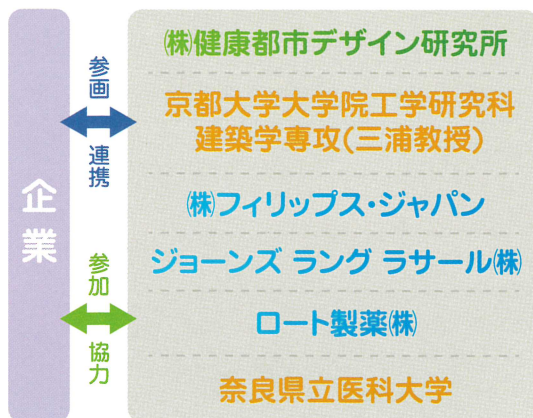 企業
参画
連携
参加
協力
㈱健康都市デザイン研究所
京都大学大学院工学研究科
建築学専攻(三浦教授)
㈱フィリップス・ジャパン
ジョーンズ ラング ラサール㈱
ロート製薬㈱
奈良県立医科大学